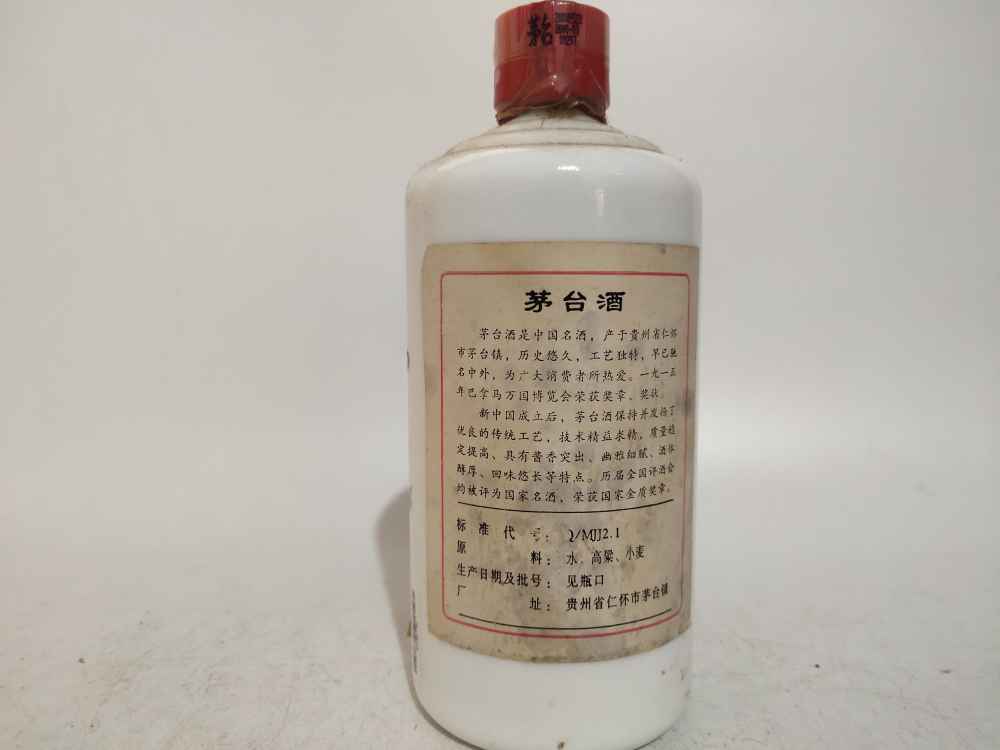 茅台
茅台酒
茅台酒是中国名酒，产于贵州省仁怀
市茅台镇，历史悠久，工艺独特，早已驰
名中外，为广大消费者所热爱。一九一五
年巴拿马万国博览会荣获奖章、奖状。
新中国成立后，茅台酒保持并发扬了
优良的传统工艺，技术精益求精，质量稳
定提高、具有酱香突出、幽雅细腻、酒体
醇厚、回味悠长等特点。历届全国评酒会
均被评为国家名酒，荣获国家金质奖章。
标准代号：Q/MJJ2.1
原料：水、高粱、小麦
生产日期及批号：见瓶口
厂址：贵州省仁怀市茅台镇